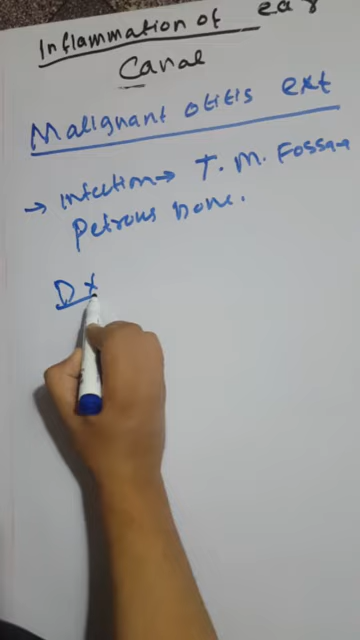 Inflammation of ear
Canal
Malignant otitis ext
→ Infection → T. M. Fossa →
Petrous bone.
Dx